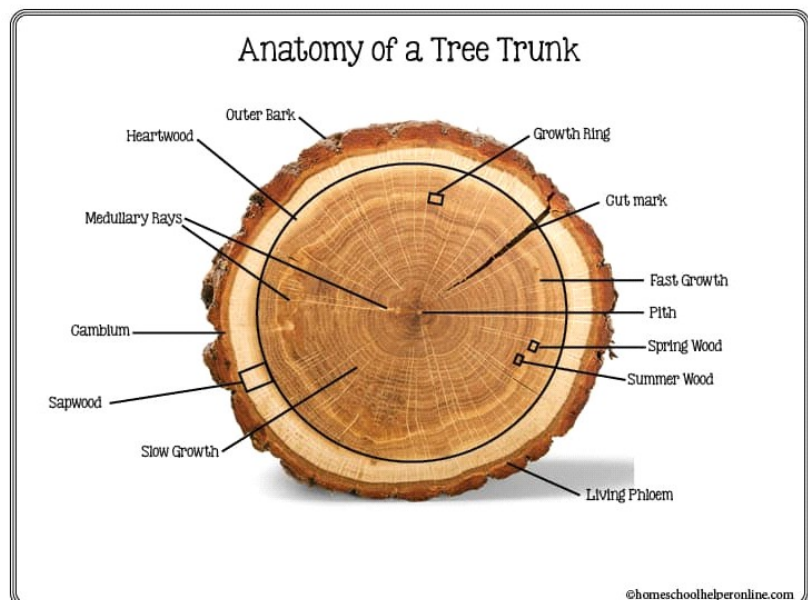 Anatomy of a Tree Trunk
Outer Bark
Heartwood
Growth Ring
Medullary Rays
Cut mark
Fast Growth
Pith
Cambium
Spring Wood
Summer Wood
Sapwood
Slow Growth
Living Phloem
©homeschoolhelperonline.com